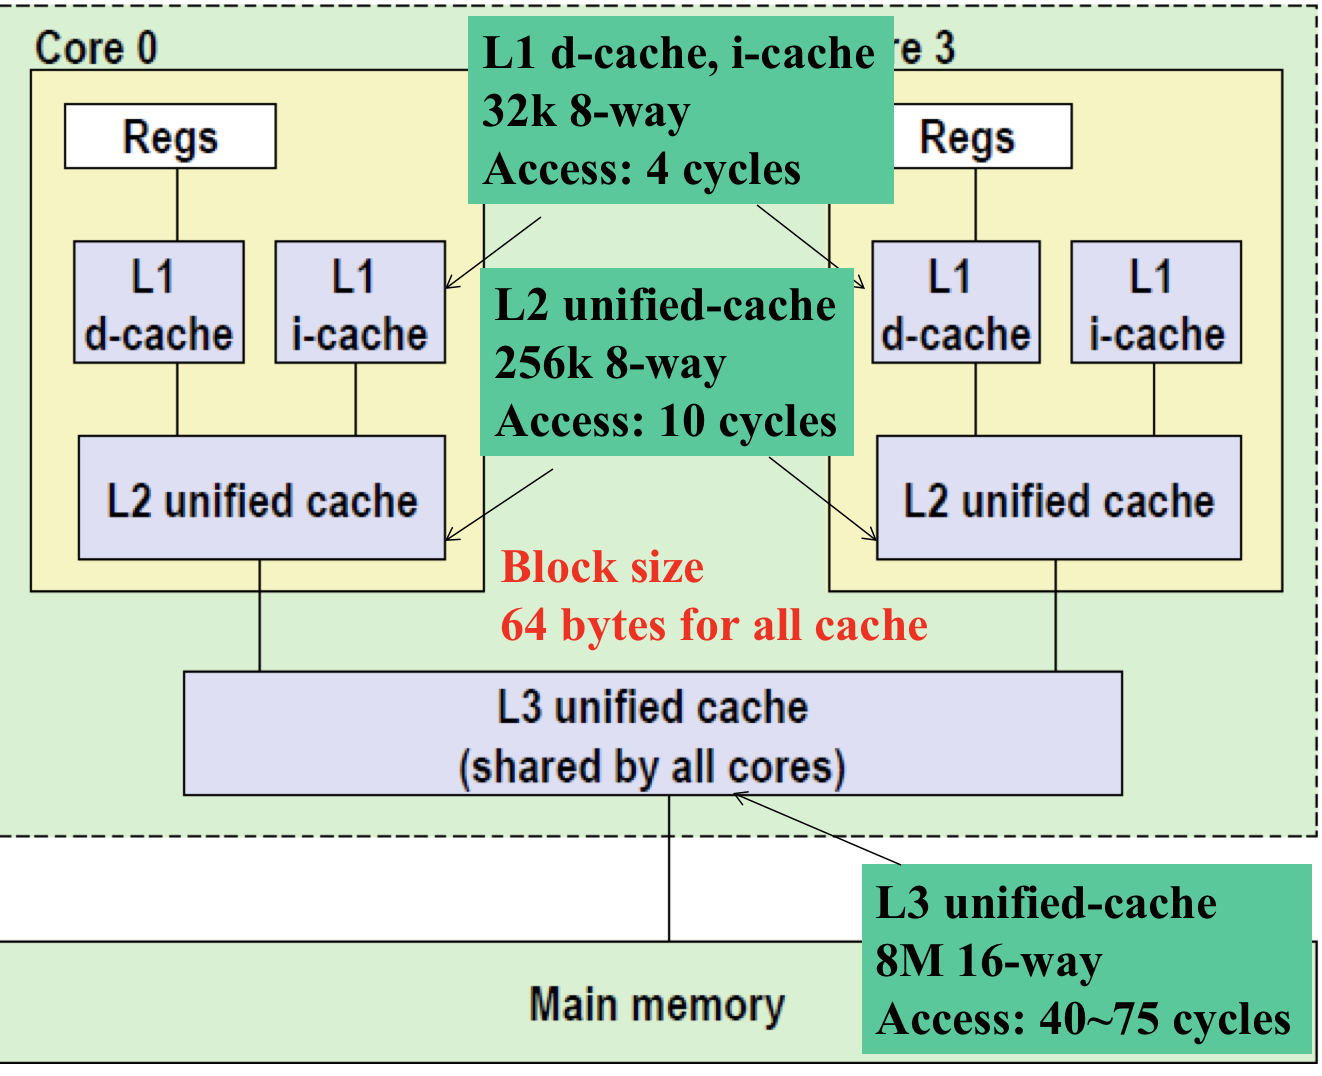 Core 0
re 3
L1 d-cache, i-cache
32k 8-way
Access: 4 cycles
Regs
Regs
L1
d-cache
L1
i-cache
L1
d-cache
L1
i-cache
L2 unified-cache
256k 8-way
Access: 10 cycles
L2 unified cache
L2 unified cache
Block size
64 bytes for all cache
L3 unified cache
(shared by all cores)
L3 unified-cache
8M 16-way
Access: 40~75 cycles
Main memory